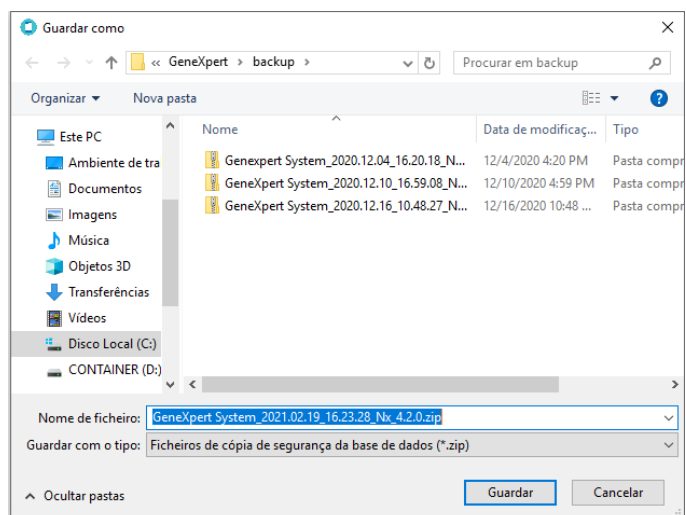 Guardar como
« GeneXpert › backup ›
Procurar em backup
Organizar
Nova pasta
Nome
Data de modificaç...
Tipo
Este PC
Ambiente de tra
Documentos
Imagens
Música
Objetos 3D
Transferências
Vídeos
Disco Local (C:)
CONTAINER (D:)
Genexpert System_2020.12.04_16.20.18_N... 12/4/2020 4:20 PM Pasta compr
GeneXpert System_2020.12.10_16.59.08_N... 12/10/2020 4:59 PM Pasta compr
GeneXpert System_2020.12.16_10.48.27_N... 12/16/2020 10:48 ... Pasta compr
Nome de ficheiro: GeneXpert System_2021.02.19_16.23.28_Nx_4.2.0.zip
Guardar com o tipo: Ficheiros de cópia de segurança da base de dados (*.zip)
Ocultar pastas
Guardar
Cancelar